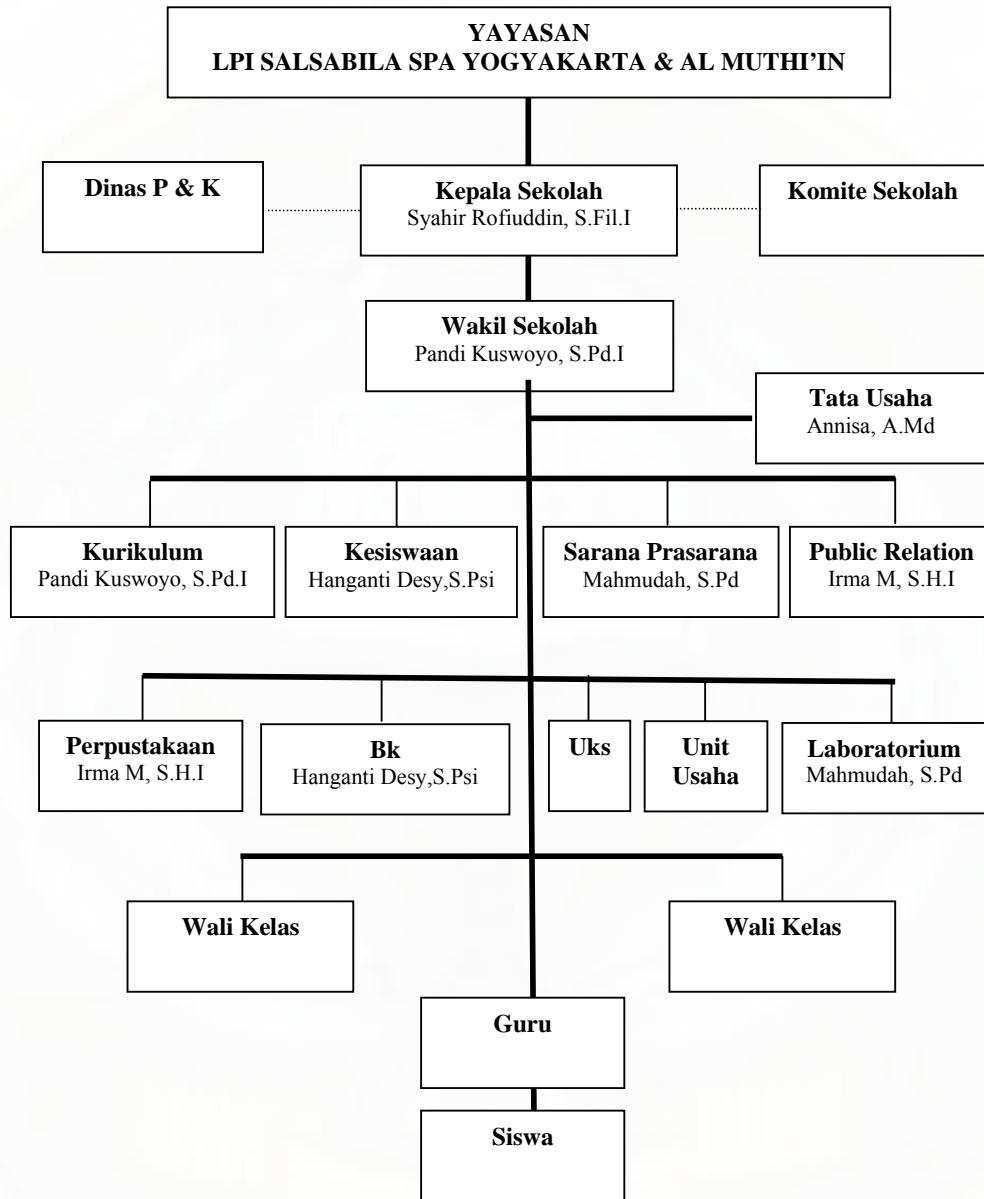 YAYASAN
LPI SALSABILA SPA YOGYAKARTA & AL MUTHI’IN
Dinas P & K
Kepala Sekolah
Syahir Rofiuddin, S.Fil.I
Komite Sekolah
Wakil Sekolah
Pandi Kuswoyo, S.Pd.I
Tata Usaha
Annisa, A.Md
Kurikulum
Pandi Kuswoyo, S.Pd.I
Kesiswaan
Hanganti Desy,S.Psi
Sarana Prasarana
Mahmudah, S.Pd
Public Relation
Irma M, S.H.I
Perpustakaan
Irma M, S.H.I
Bk
Hanganti Desy,S.Psi
Uks
Unit
Usaha
Laboratorium
Mahmudah, S.Pd
Wali Kelas
Wali Kelas
Guru
Siswa